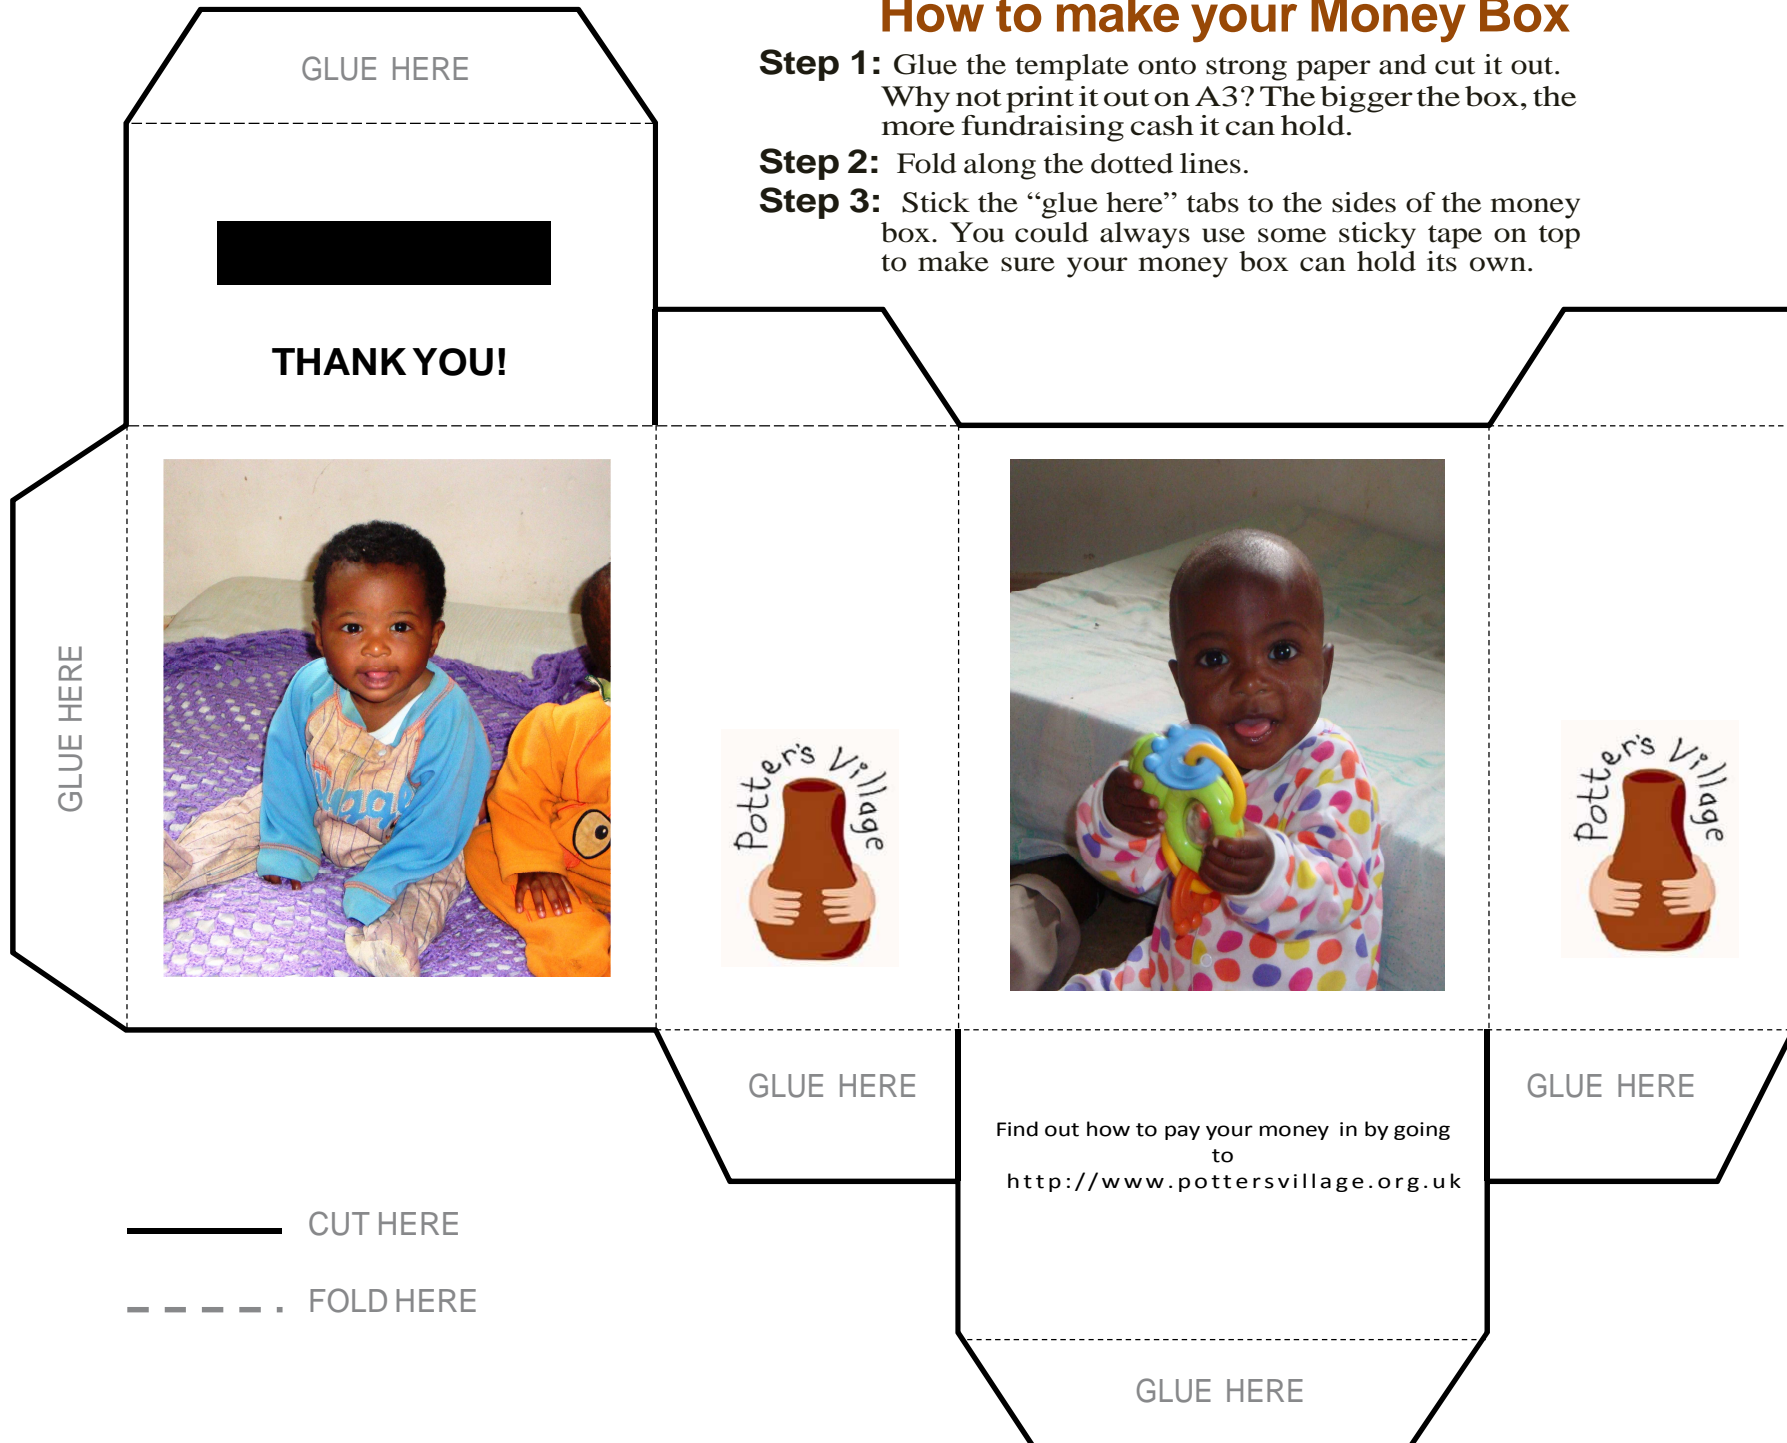 How to make your Money Box
GLUE HERE
Step 1: Glue the template onto strong paper and cut it out.
Why not print it out on A3? The bigger the box, the
more fundraising cash it can hold.
Step 2: Fold along the dotted lines.
Step 3: Stick the “glue here” tabs to the sides of the money
box. You could always use some sticky tape on top
to make sure your money box can hold its own.
THANK YOU!
GLUE HERE
Potter's Village
Potter's Village
GLUE HERE
GLUE HERE
Find out how to pay your money in by going
to
http://www.pottersvillage.org.uk
CUT HERE
FOLD HERE
GLUE HERE